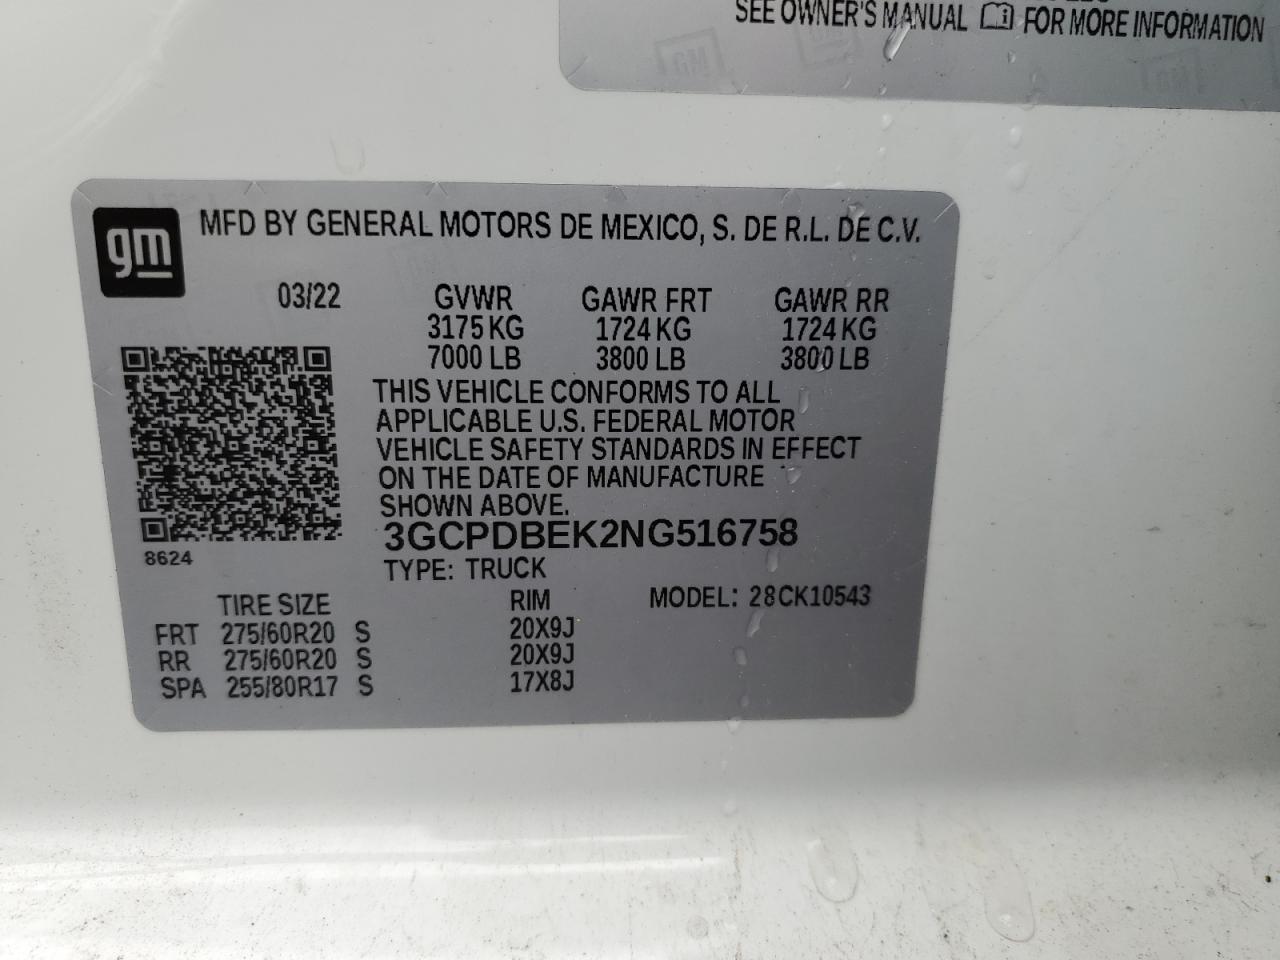 SEE OWNER'S MANUAL FOR MORE INFORMATION
gm
MFD BY GENERAL MOTORS DE MEXICO, S. DE R.L. DE C.V.
03/22 GVWR GAWR FRT GAWR RR
3175 KG 1724 KG 1724 KG
7000 LB 3800 LB 3800 LB
THIS VEHICLE CONFORMS TO ALL
APPLICABLE U.S. FEDERAL MOTOR
VEHICLE SAFETY STANDARDS IN EFFECT
ON THE DATE OF MANUFACTURE
SHOWN ABOVE.
3GCPDBEK2NG516758
8624
TYPE: TRUCK
TIRE SIZE RIM MODEL: 28CK10543
FRT 275/60R20 S 20X9J
RR 275/60R20 S 20X9J
SPA 255/80R17 S 17X8J